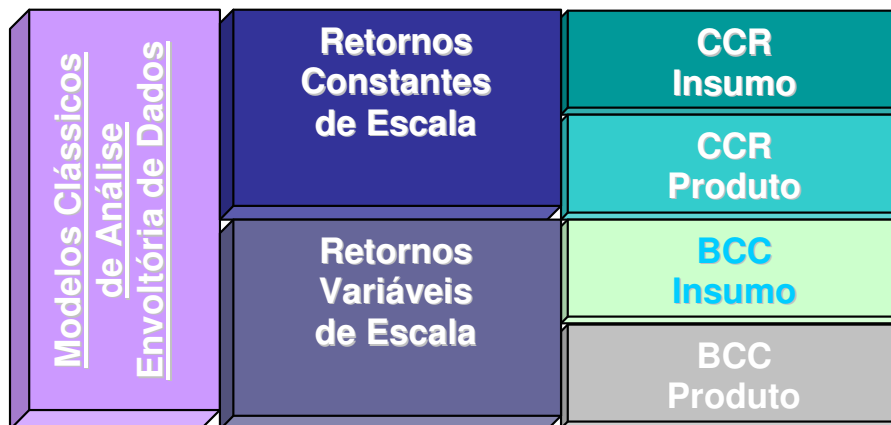 Modelos Clássicos
de Análise
Envoltória de Dados
Retornos
Constantes
de Escala
CCR
Insumo
CCR
Produto
Retornos
Variáveis
de Escala
BCC
Insumo
BCC
Produto